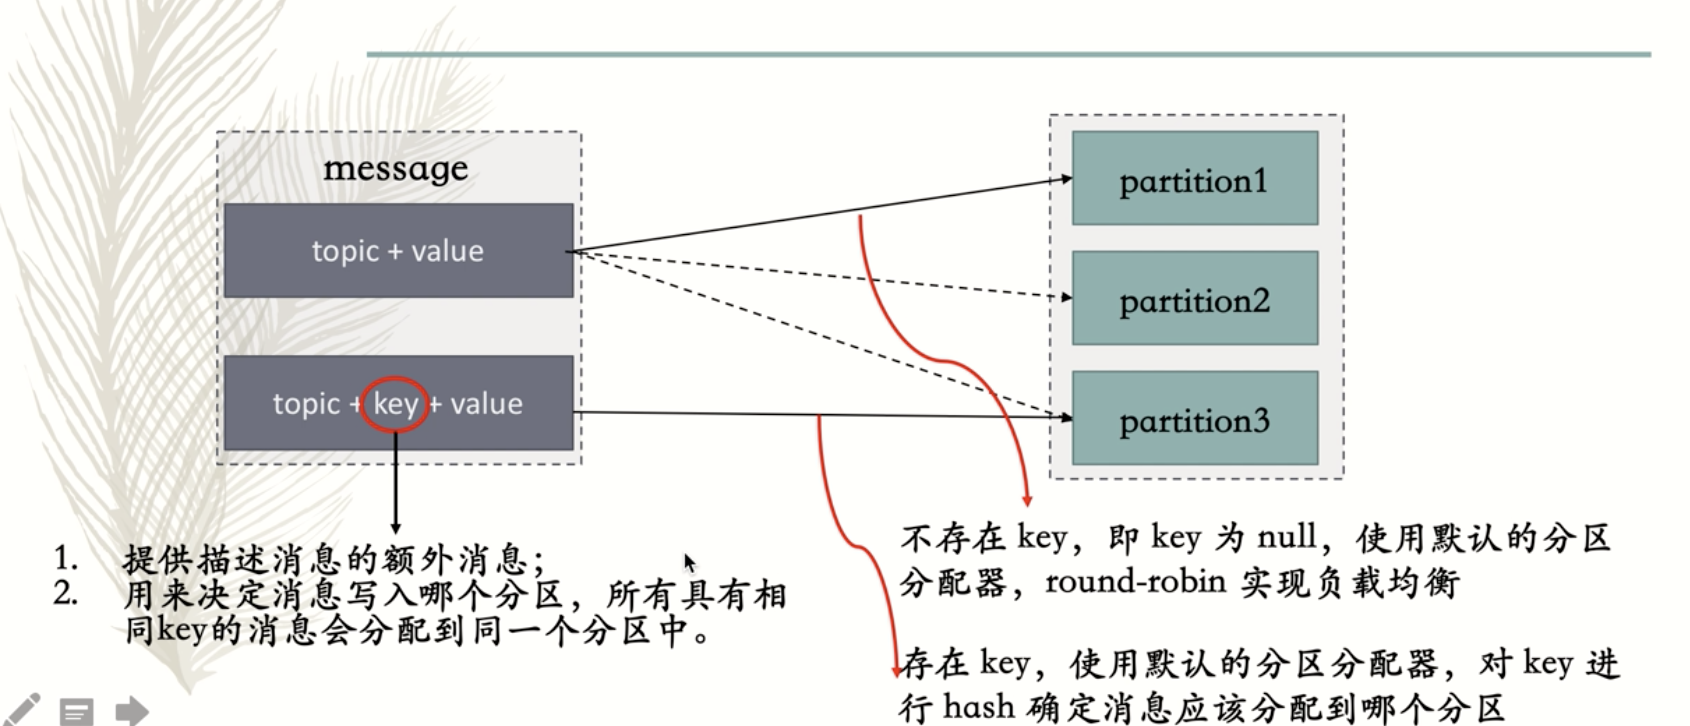 message
topic + value
topic + key + value
partition1
partition2
partition3
1. 提供描述消息的额外消息；
2. 用来决定消息写入哪个分区，所有具有相
同key的消息会分配到同一个分区中。
不存在 key，即 key 为 null，使用默认的分区
分配器，round-robin 实现负载均衡
存在 key，使用默认的分区分配器，对 key 进
行 hash 确定消息应该分配到哪个分区